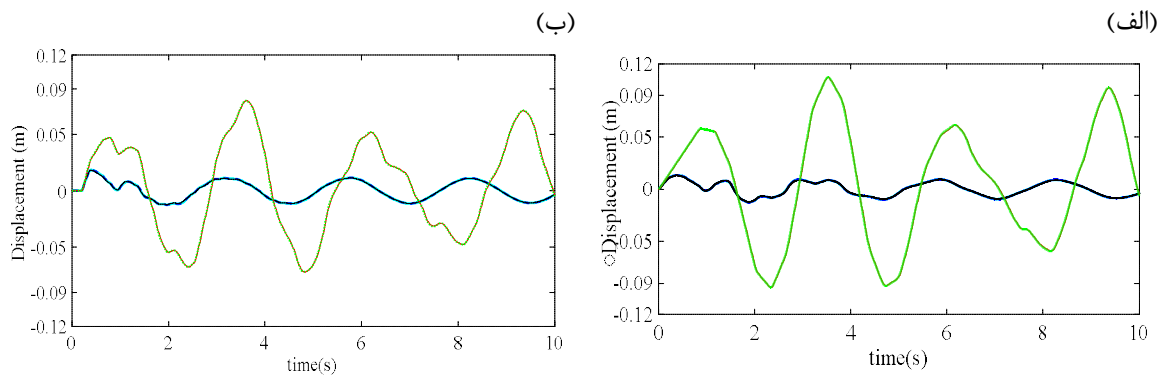 (الف)
(ب)
0.12
0.09
0.05
0
-0.05
-0.09
-0.12
Displacement (m)
0 2 4 6 8 10
time(s)
0.12
0.09
0.05
0
-0.05
-0.09
-0.12
◌Displacement (m)
0 2 4 6 8 10
time(s)